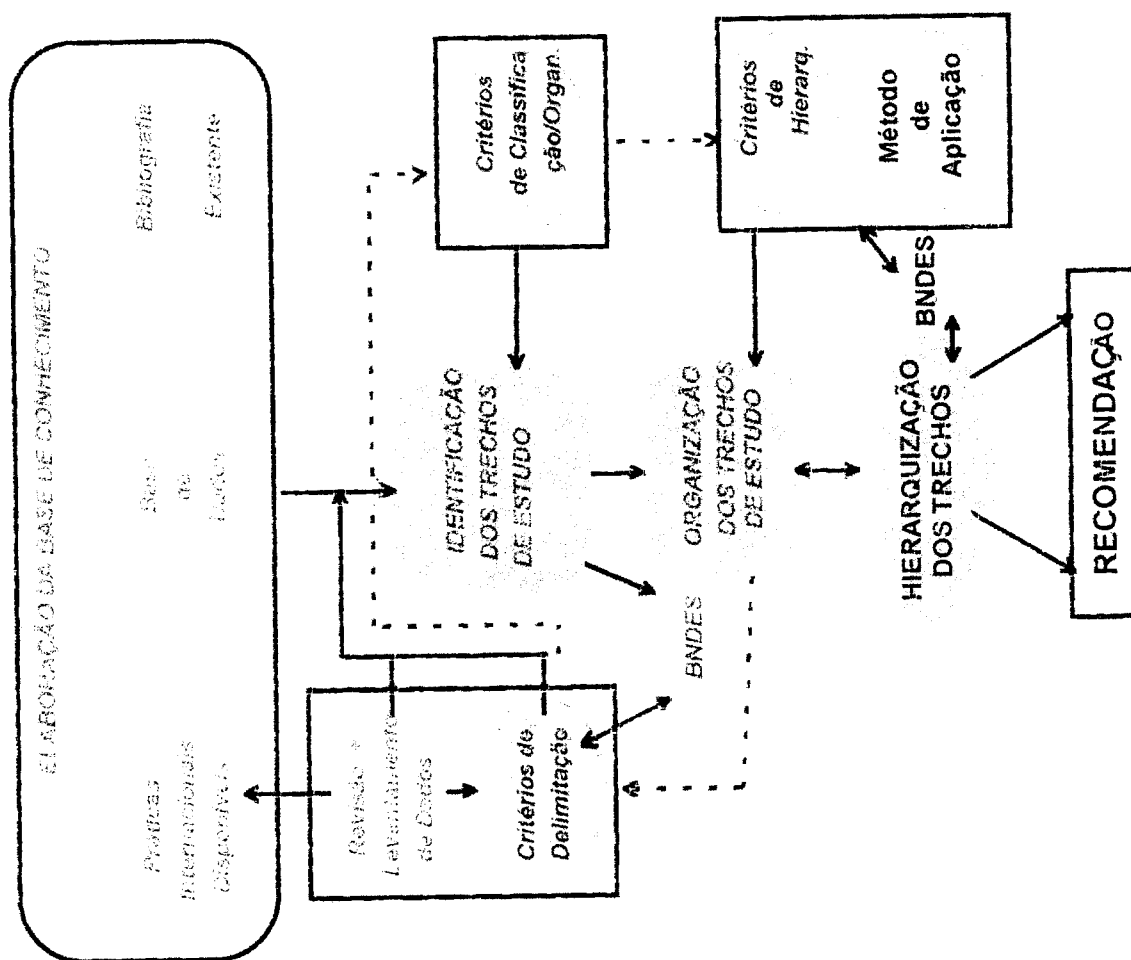 ELABORAÇÃO DA BASE DE CONHECIMENTO
Práticas
Internacionais
Disponíveis
de
Bibliografia
Existente
Revisão +
Levantamento
de Dados
Critérios de
Delimitação
IDENTIFICAÇÃO
DOS TRECHOS
DE ESTUDO
Critérios
de Classifica
ção/Organ.
BNDES
ORGANIZAÇÃO
DOS TRECHOS
DE ESTUDO
Critérios
de
Hierarq.
Método
de
Aplicação
HIERARQUIZAÇÃO
DOS TRECHOS
BNDES
RECOMENDAÇÃO